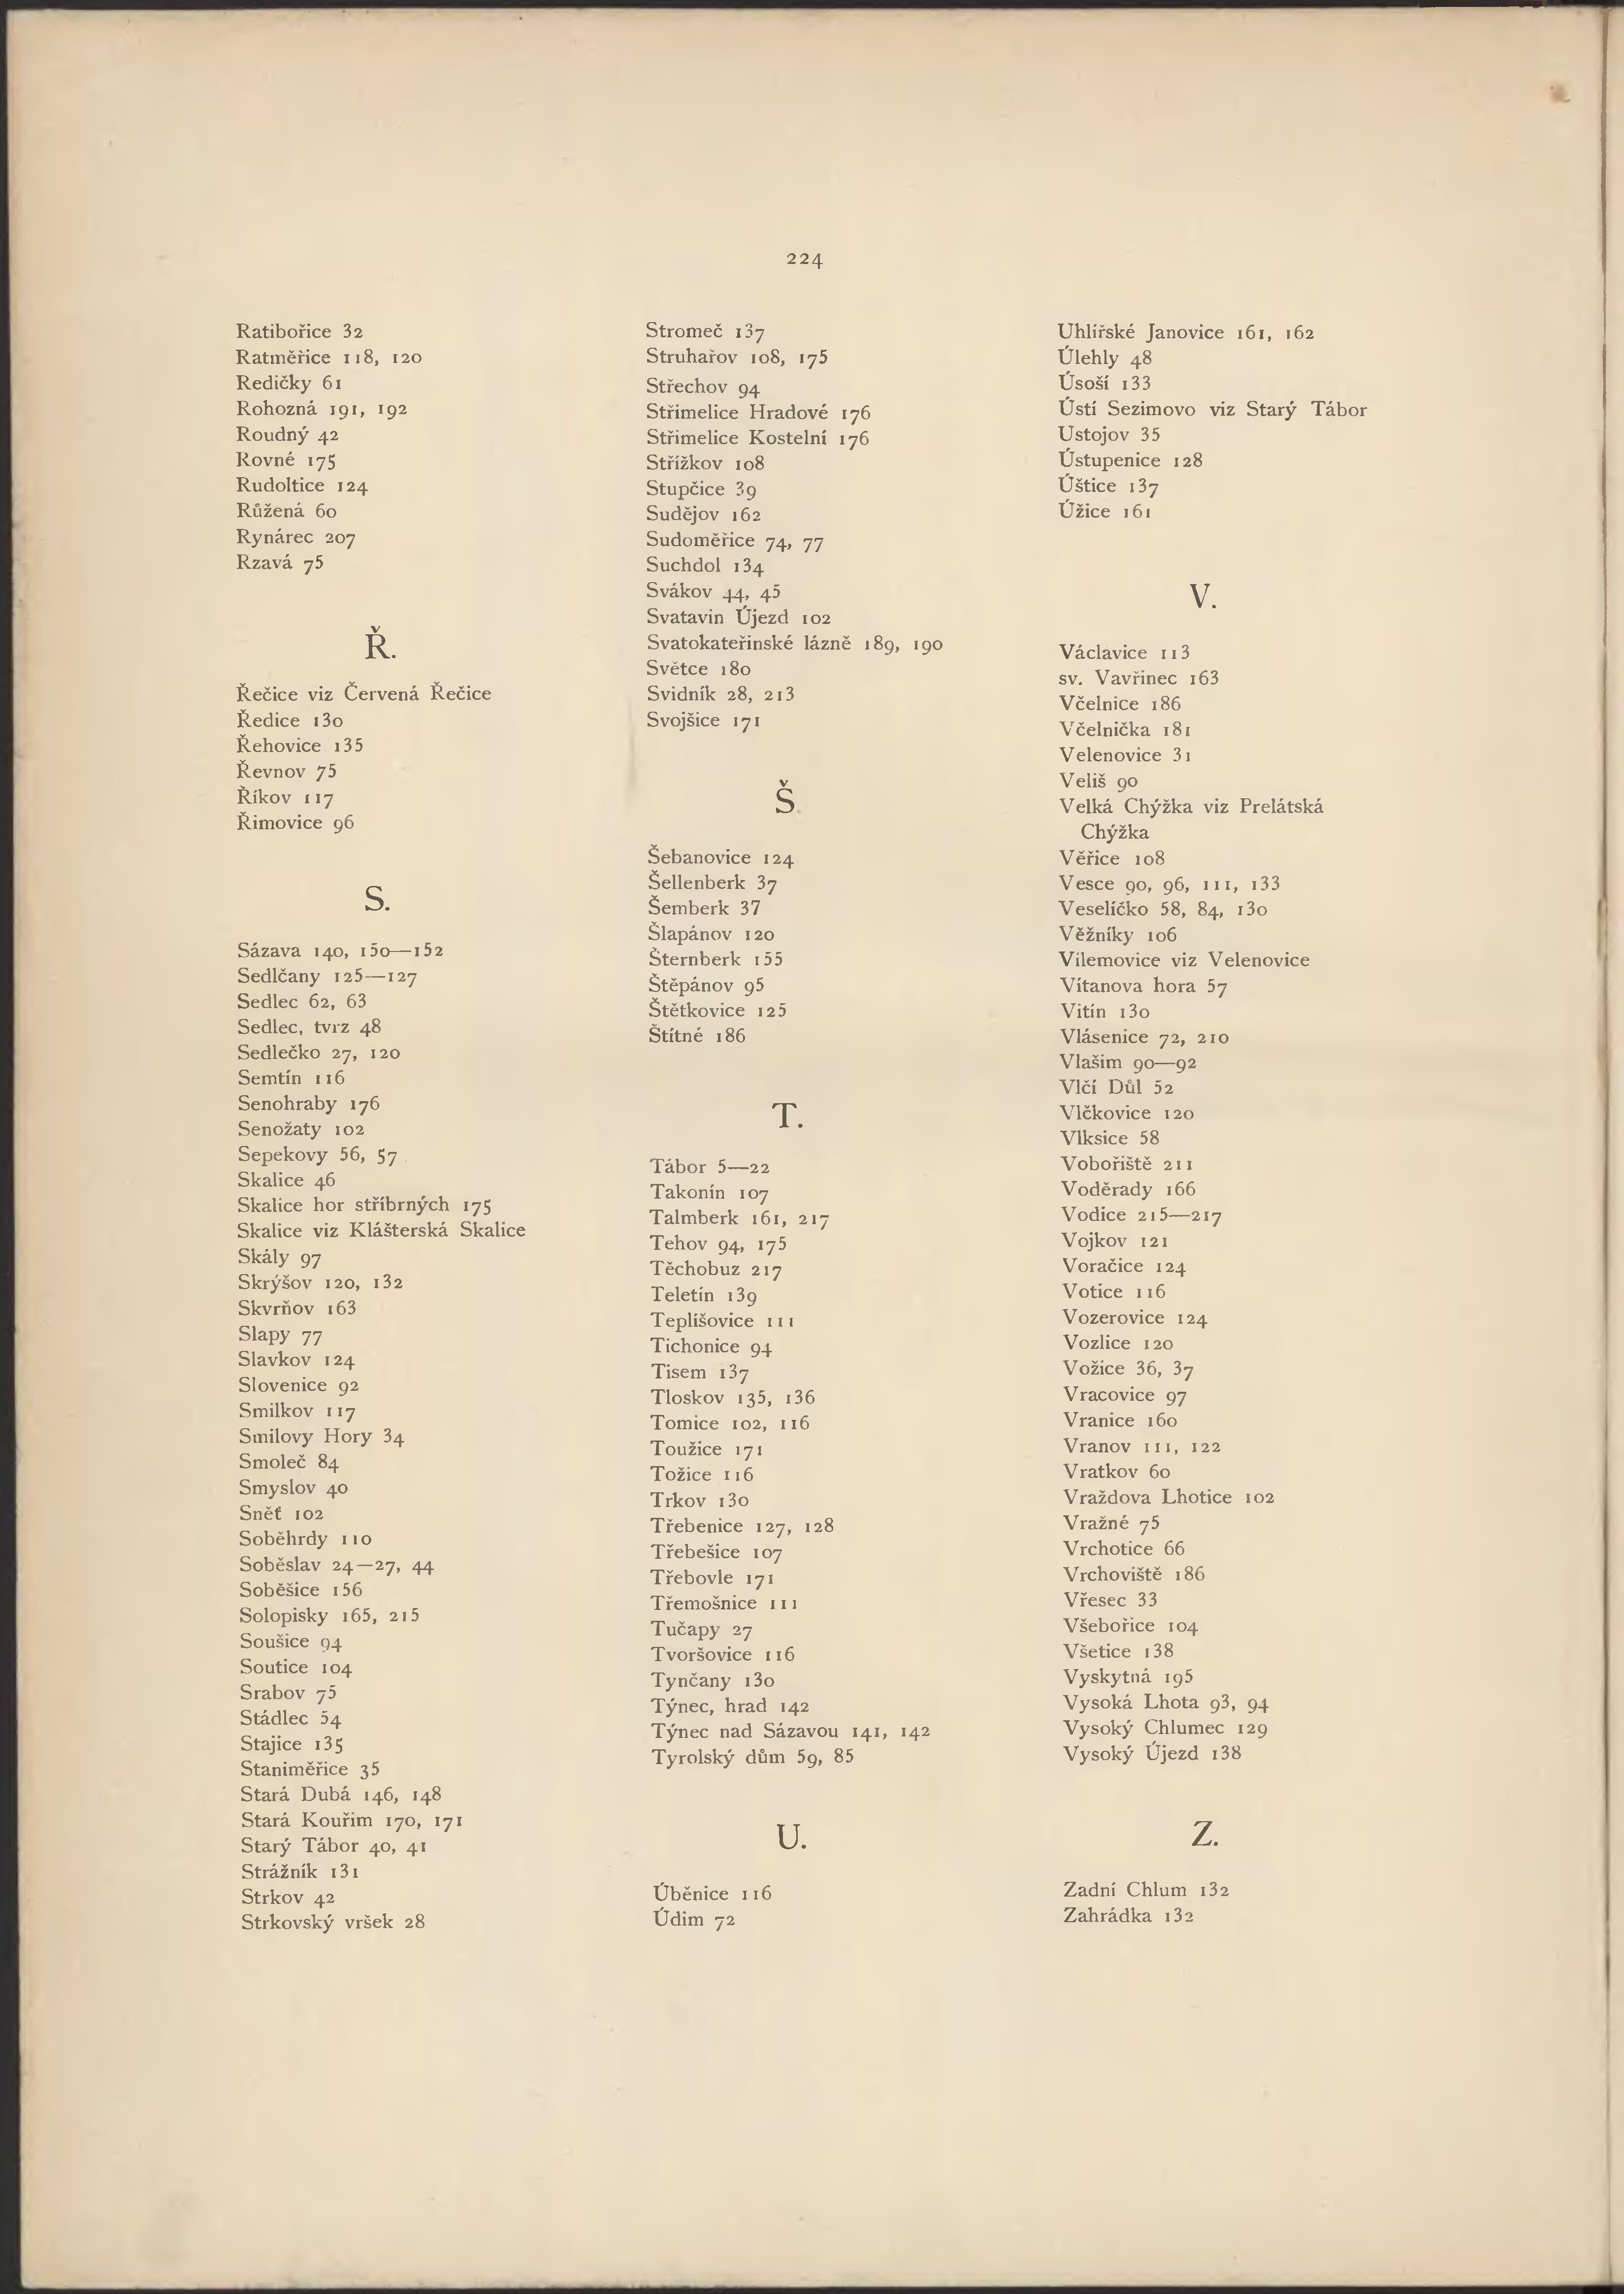 224
Ratibořice 32
Ratměřice 118, 120
Redičky 61
Rohozná 191, 192
Roudný 42
Rovné 175
Rudoltice 124
Růžená 60
Rynárec 207
Rzavá 75
Ř.
Řečice viz Červená Řečice
Ředice 130
Řehovice 135
Řevnov 75
Říkov 117
Řimovice 96
S.
Sázava 140, 150—152
Sedlčany 125—127
Sedlec 62, 63
Sedlec, tvrz 48
Sedlečko 27, 120
Semtín 116
Senohraby 176
Senožaty 102
Sepekovy 56, 57
Skalice 46
Skalice hor stříbrných 175
Skalice viz Klášterská Skalice
Skály 97
Skrýšov 120, 132
Skvrňov 163
Slapy 77
Slavkov 124
Slovenice 92
Smilkov 117
Smilovy Hory 34
Smoleč 84
Smyslov 40
Sněť 102
Soběhrdy 110
Soběslav 24—27, 44
Soběšice 156
Solopisky 165, 215
Soušice 94
Soutice 104
Srabov 75
Stádlec 54
Stajice 135
Staniměřice 35
Stará Dubá 146, 148
Stará Kouřim 170, 171
Starý Tábor 40, 41
Strážník 131
Strkov 42
Strkovský vršek 28
Stromeč 137
Struhařov 108, 175
Střechov 94
Střimelice Hradové 176
Střimelice Kostelní 176
Střížkov 108
Stupčice 39
Sudějov 162
Sudoměřice 74, 77
Suchdol 134
Svákov 44, 45
Svatavin Újezd 102
Svatokateřinské lázně 189, 190
Světce 180
Svidník 28, 213
Svojšice 171
Š.
Šebanovice 124
Šellenberk 37
Šemberk 37
Šlapánov 120
Šternberk 155
Štěpánov 95
Štětkovice 125
Štítné 186
T.
Tábor 5—22
Takonín 107
Talmberk 161, 217
Tehov 94, 175
Těchobuz 217
Teletín 139
Teplišovice 111
Tichonice 94
Tisem 137
Tloskov 135, 136
Tomice 102, 116
Toužice 171
Tožice 116
Trkov 130
Třebenice 127, 128
Třebešice 107
Třebovle 171
Třemošnice 111
Tučapy 27
Tvoršovice 116
Tynčany 130
Týnec, hrad 142
Týnec nad Sázavou 141, 142
Tyrolský dům 59, 85
U.
Úběnice 116
Údim 72
Uhlířské Janovice 161, 162
Úlehly 48
Úsoší 133
Ústí Sezimovo viz Starý Tábor
Ustojov 35
Ústupenice 128
Úštice 137
Úžice 161
V.
Václavice 113
sv. Vavřinec 163
Včelnice 186
Včelnička 181
Velenovice 31
Veliš 90
Velká Chýžka viz Prelátská
Chýžka
Věřice 108
Vesce 90, 96, 111, 133
Veselíčko 58, 84, 130
Věžníky 106
Vilemovice viz Velenovice
Vítanova hora 57
Vitín 130
Vlásenice 72, 210
Vlašim 90—92
Vlčí Důl 52
Vlčkovice 120
Vlksice 58
Vobořiště 211
Voděrady 166
Vodice 215—217
Vojkov 121
Voračice 124
Votice 116
Vozerovice 124
Vozlice 120
Vožice 36, 37
Vracovice 97
Vranice 160
Vranov 111, 122
Vratkov 60
Vraždova Lhotice 102
Vražné 75
Vrchotice 66
Vrchoviště 186
Vřesec 33
Všebořice 104
Všetice 138
Vyskytná 195
Vysoká Lhota 93, 94
Vysoký Chlumec 129
Vysoký Újezd 138
Z.
Zadní Chlum 132
Zahrádka 132